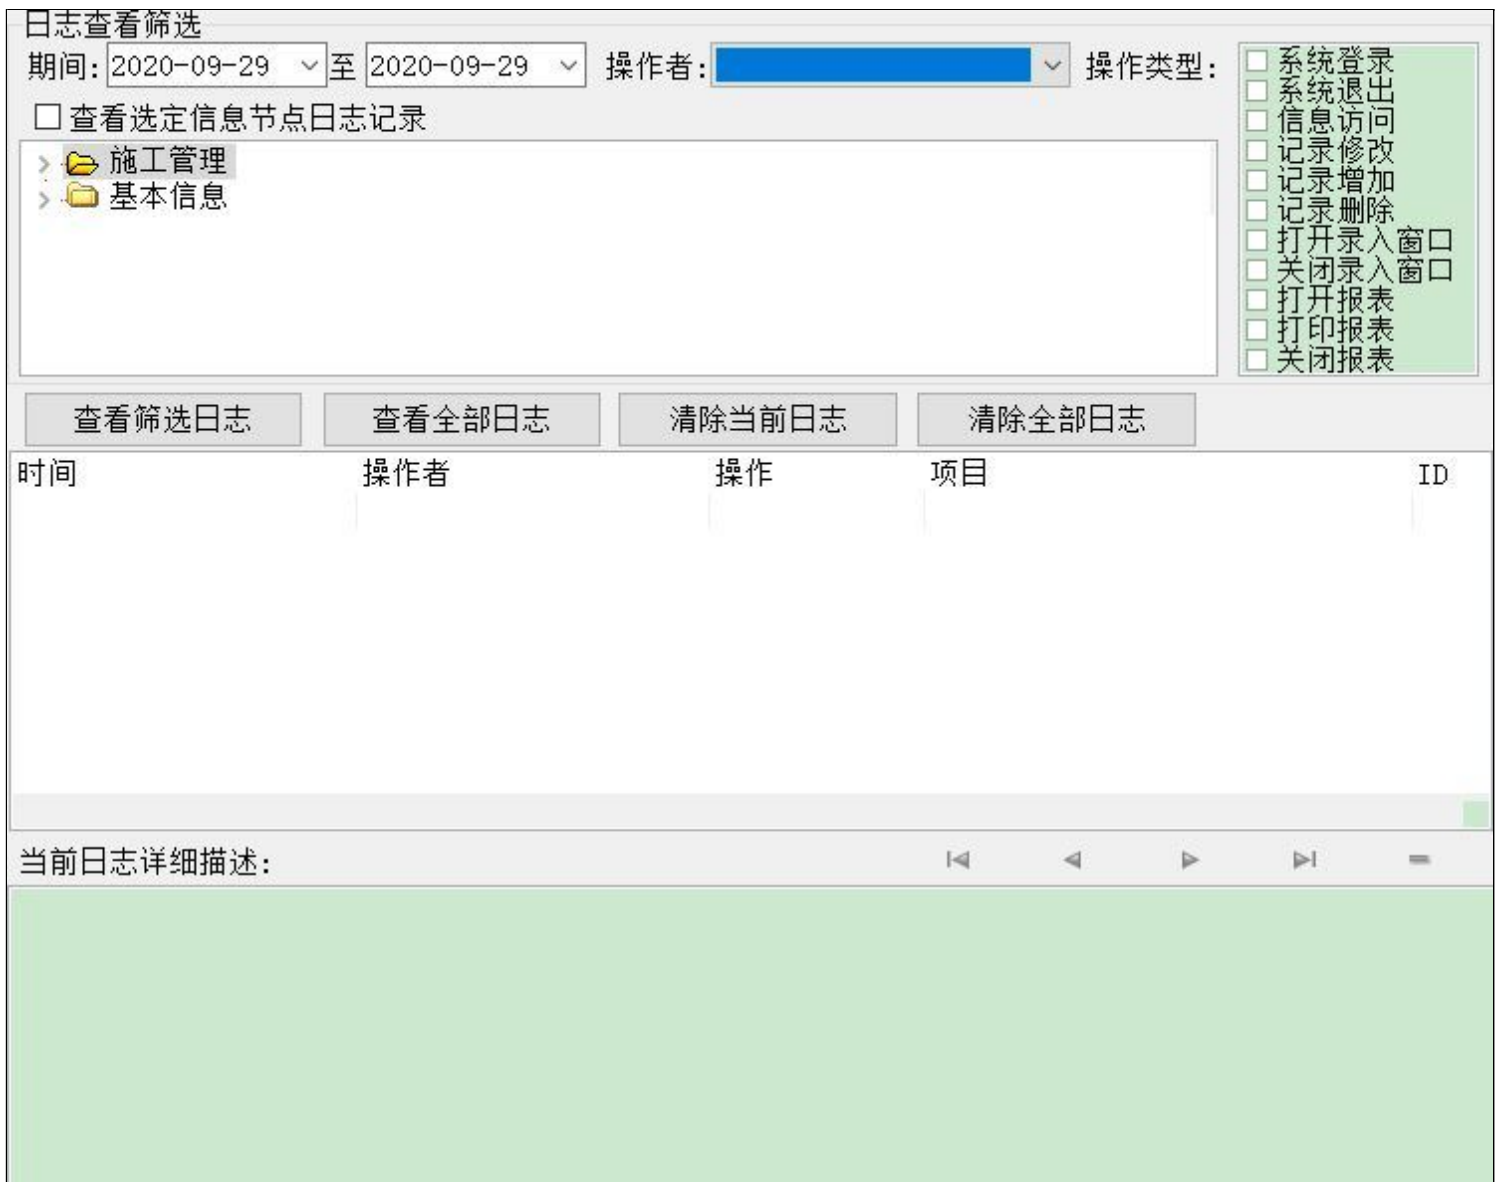 日志查看筛选
期间: 2020-09-29 至 2020-09-29 操作者: 操作类型:
系统登录
系统退出
信息访问
记录修改
记录增加
记录删除
打开录入窗口
关闭录入窗口
打开报表
打印报表
关闭报表
查看选定信息节点日志记录
施工管理
基本信息
查看筛选日志 查看全部日志 清除当前日志 清除全部日志
时间 操作者 操作 项目 ID
当前日志详细描述: